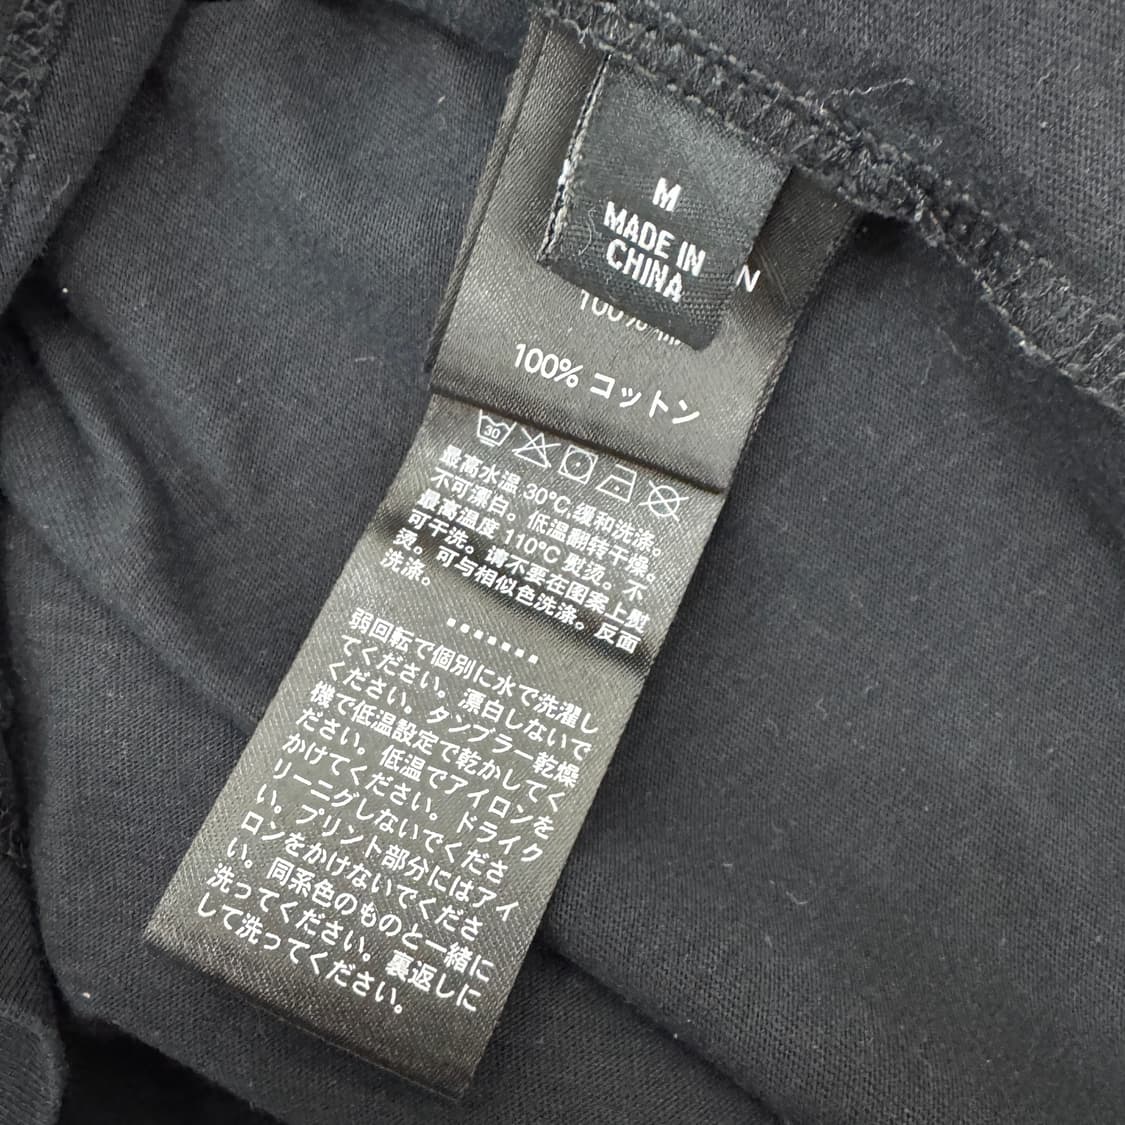 M
MADE IN
CHINA
N
100%
100% コットン
30
最高水温 30°C,缓和洗涤。
不可漂白。低温翻转干燥。
最高温度 110°C 熨烫。不
可干洗。请不要在图案上熨
烫。可与相似色洗涤。反面
洗涤。
弱回転で個別に水で洗濯し
てください。漂白しないで
ください。タンブラー乾燥
機で低温設定で乾かしてく
ださい。低温でアイロンを
かけてください。ドライク
リーニグしないでくださ
い。プリント部分にはアイ
ロンをかけないでくださ
い。同系色のものと一緒に
洗ってください。裏返しに
して洗ってください。